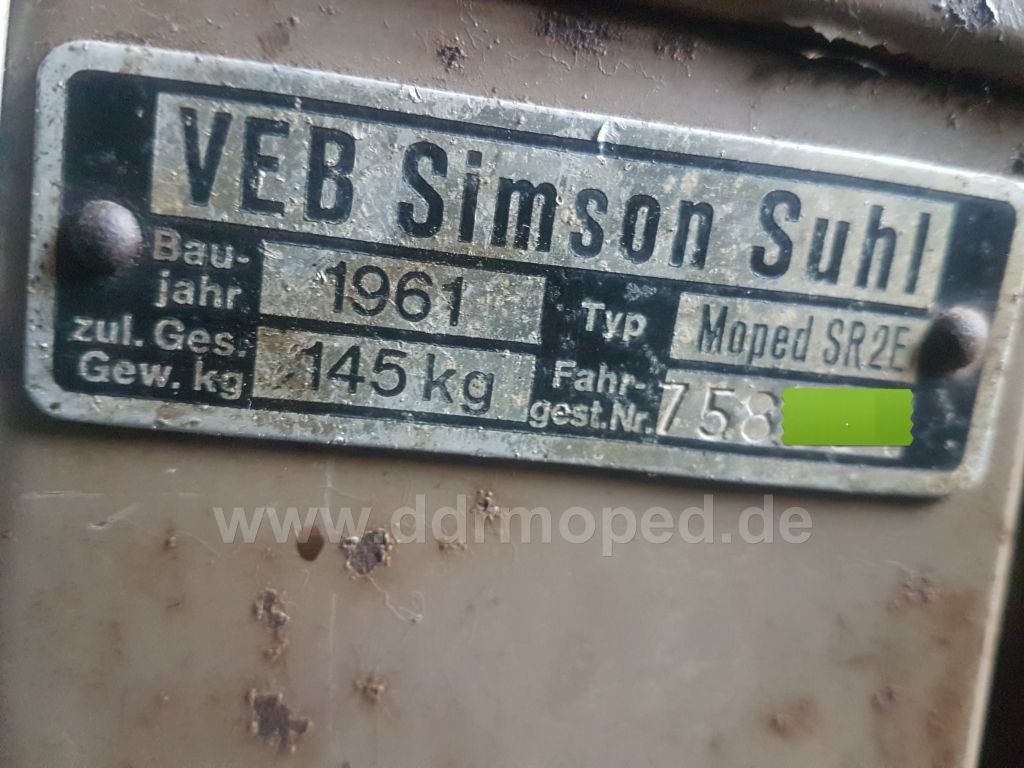 VEB Simson Suhl
Bau-
jahr 1961 Typ Moped SR2E
zul. Ges.
Gew. kg 145 kg Fahr-
gest.Nr. 758
www.ddrmoped.de